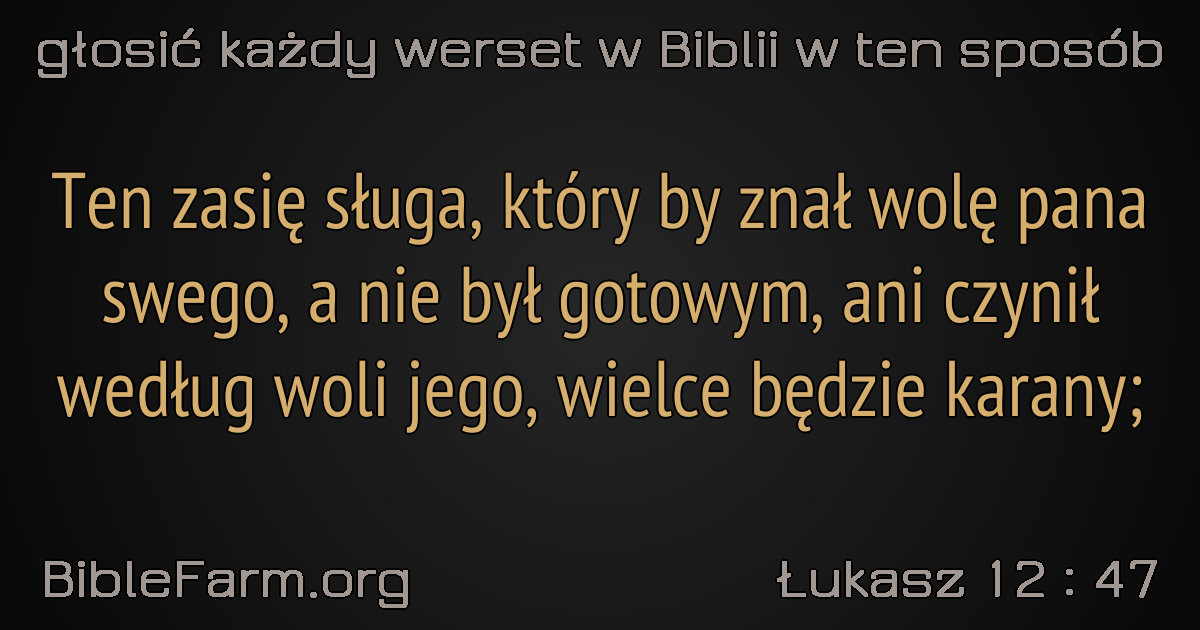 głosić każdy werset w Biblii w ten sposób
Ten zasię sługa, który by znał wolę pana
swego, a nie był gotowym, ani czynił
według woli jego, wielce będzie karany;
BibleFarm.org
Łukasz 12 : 47